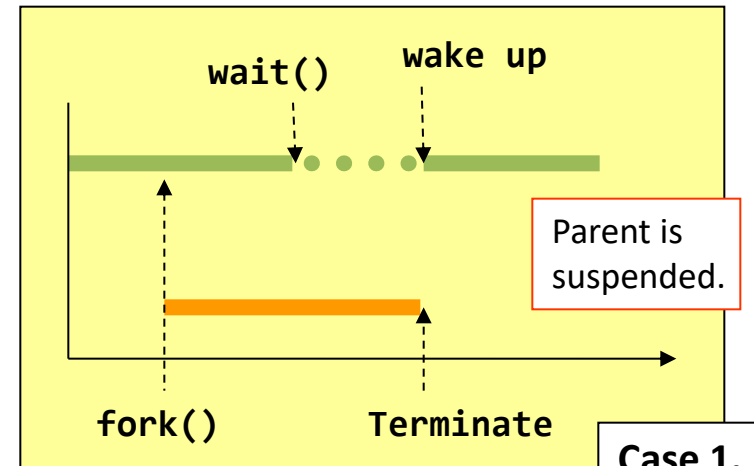 wait()
wake up
Parent is
suspended.
fork()
Terminate
Case 1.